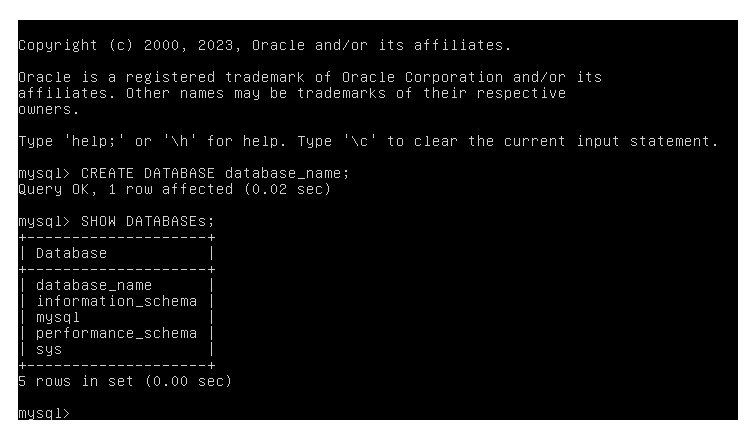 Copyright (c) 2000, 2023, Oracle and/or its affiliates.
Oracle is a registered trademark of Oracle Corporation and/or its
affiliates. Other names may be trademarks of their respective
owners.
Type 'help;' or '\h' for help. Type '\c' to clear the current input statement.
mysql> CREATE DATABASE database_name;
Query OK, 1 row affected (0.02 sec)
mysql> SHOW DATABASEs;
+--------------------+
| Database           |
+--------------------+
| database_name      |
| information_schema |
| mysql              |
| performance_schema |
| sys                |
+--------------------+
5 rows in set (0.00 sec)
mysql>